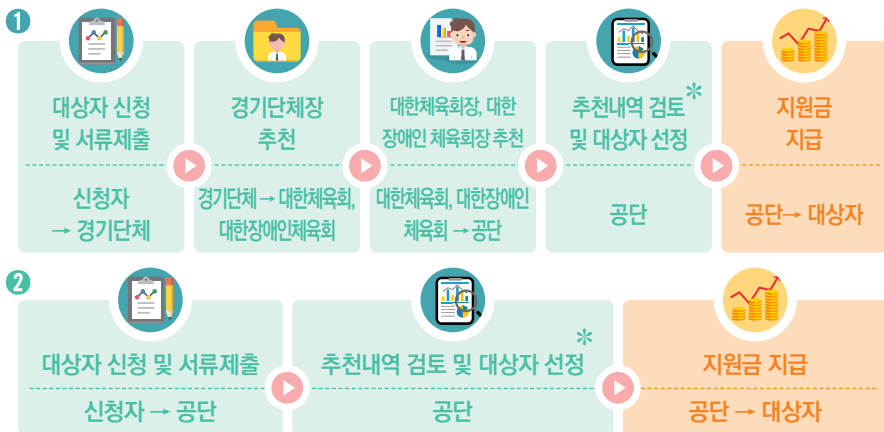 1
대상자 신청
및 서류제출
신청자
→ 경기단체
경기단체장
추천
경기단체 → 대한체육회,
대한장애인체육회
대한체육회장, 대한
장애인 체육회장 추천
대한체육회, 대한장애인
체육회 → 공단
추천내역 검토*
및 대상자 선정
공단
지원금
지급
공단 → 대상자
2
대상자 신청 및 서류제출
신청자 → 공단
추천내역 검토 및 대상자 선정*
공단
지원금 지급
공단 → 대상자